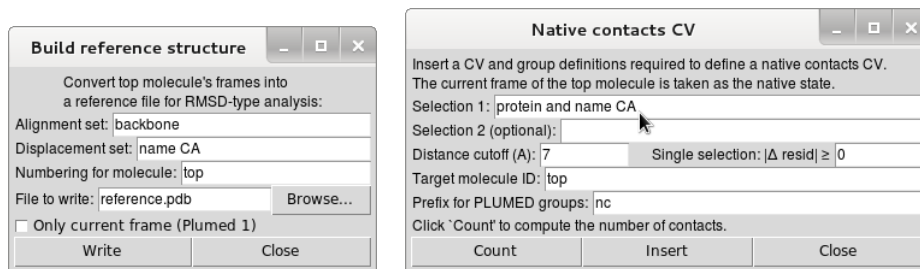 Build reference structure
Convert top molecule's frames into
a reference file for RMSD-type analysis:
Alignment set: backbone
Displacement set: name CA
Numbering for molecule: top
File to write: reference.pdb Browse...
Only current frame (Plumed 1)
Write Close
Native contacts CV
Insert a CV and group definitions required to define a native contacts CV.
The current frame of the top molecule is taken as the native state.
Selection 1: protein and name CA
Selection 2 (optional):
Distance cutoff (A): 7 Single selection: |Δ resid| ≥ 0
Target molecule ID: top
Prefix for PLUMED groups: nc
Click `Count' to compute the number of contacts.
Count Insert Close